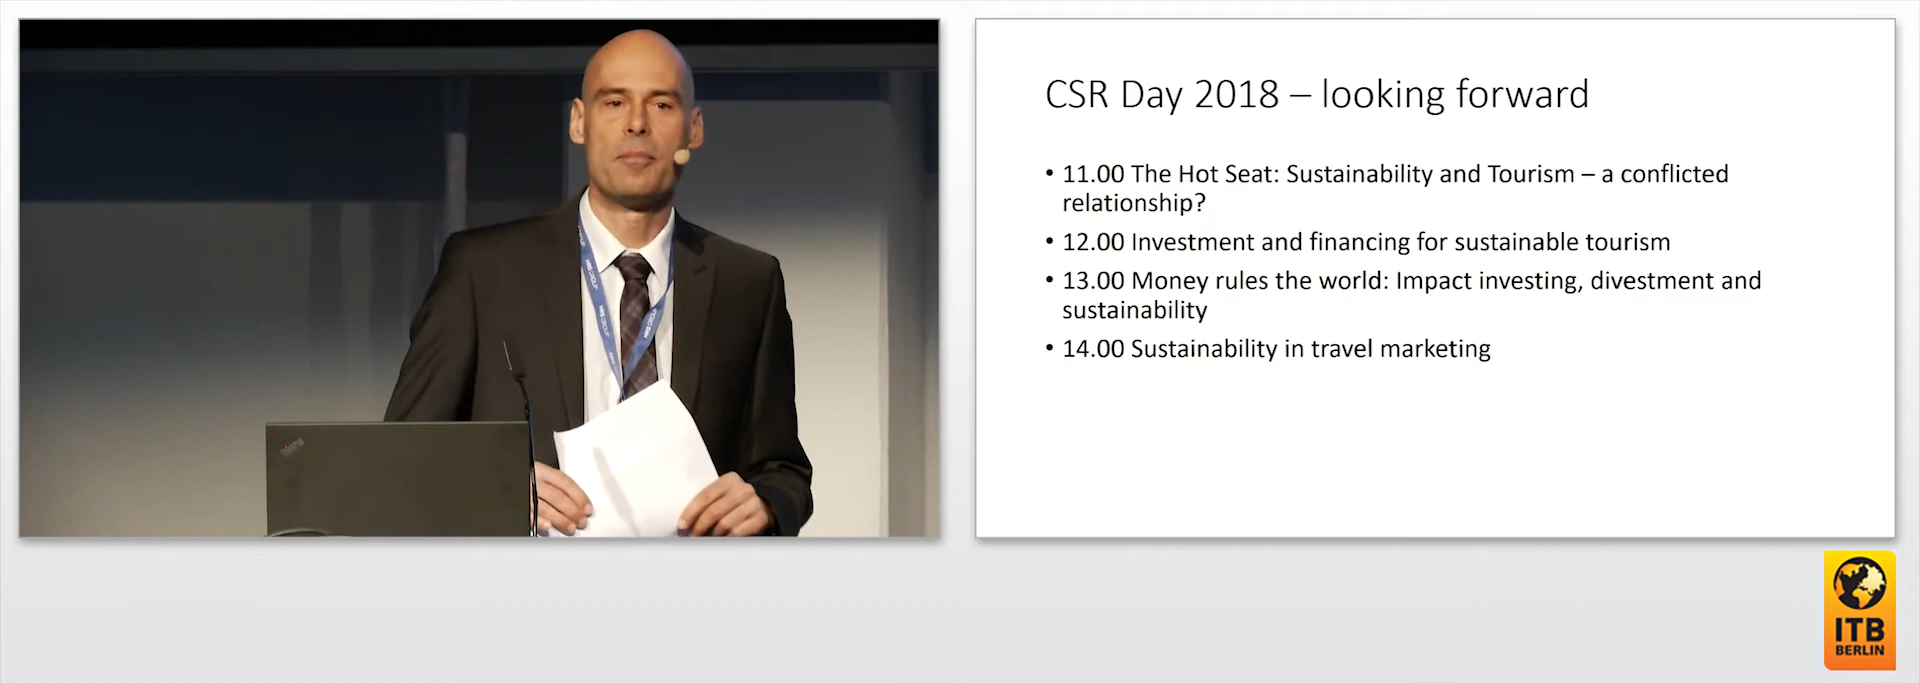 CSR Day 2018 – looking forward
• 11.00 The Hot Seat: Sustainability and Tourism – a conflicted
relationship?
• 12.00 Investment and financing for sustainable tourism
• 13.00 Money rules the world: Impact investing, divestment and
sustainability
• 14.00 Sustainability in travel marketing
ITB
BERLIN